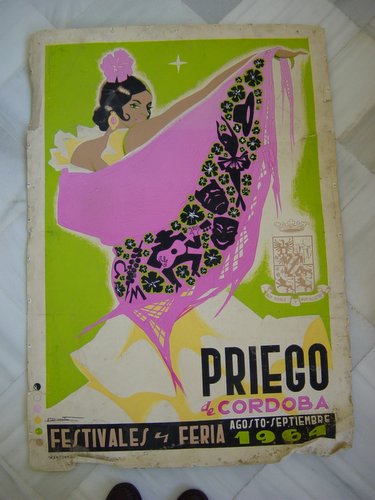 PRIEGO
de CORDOBA
FESTIVALES y FERIA
AGOSTO-SEPTIEMBRE
1964